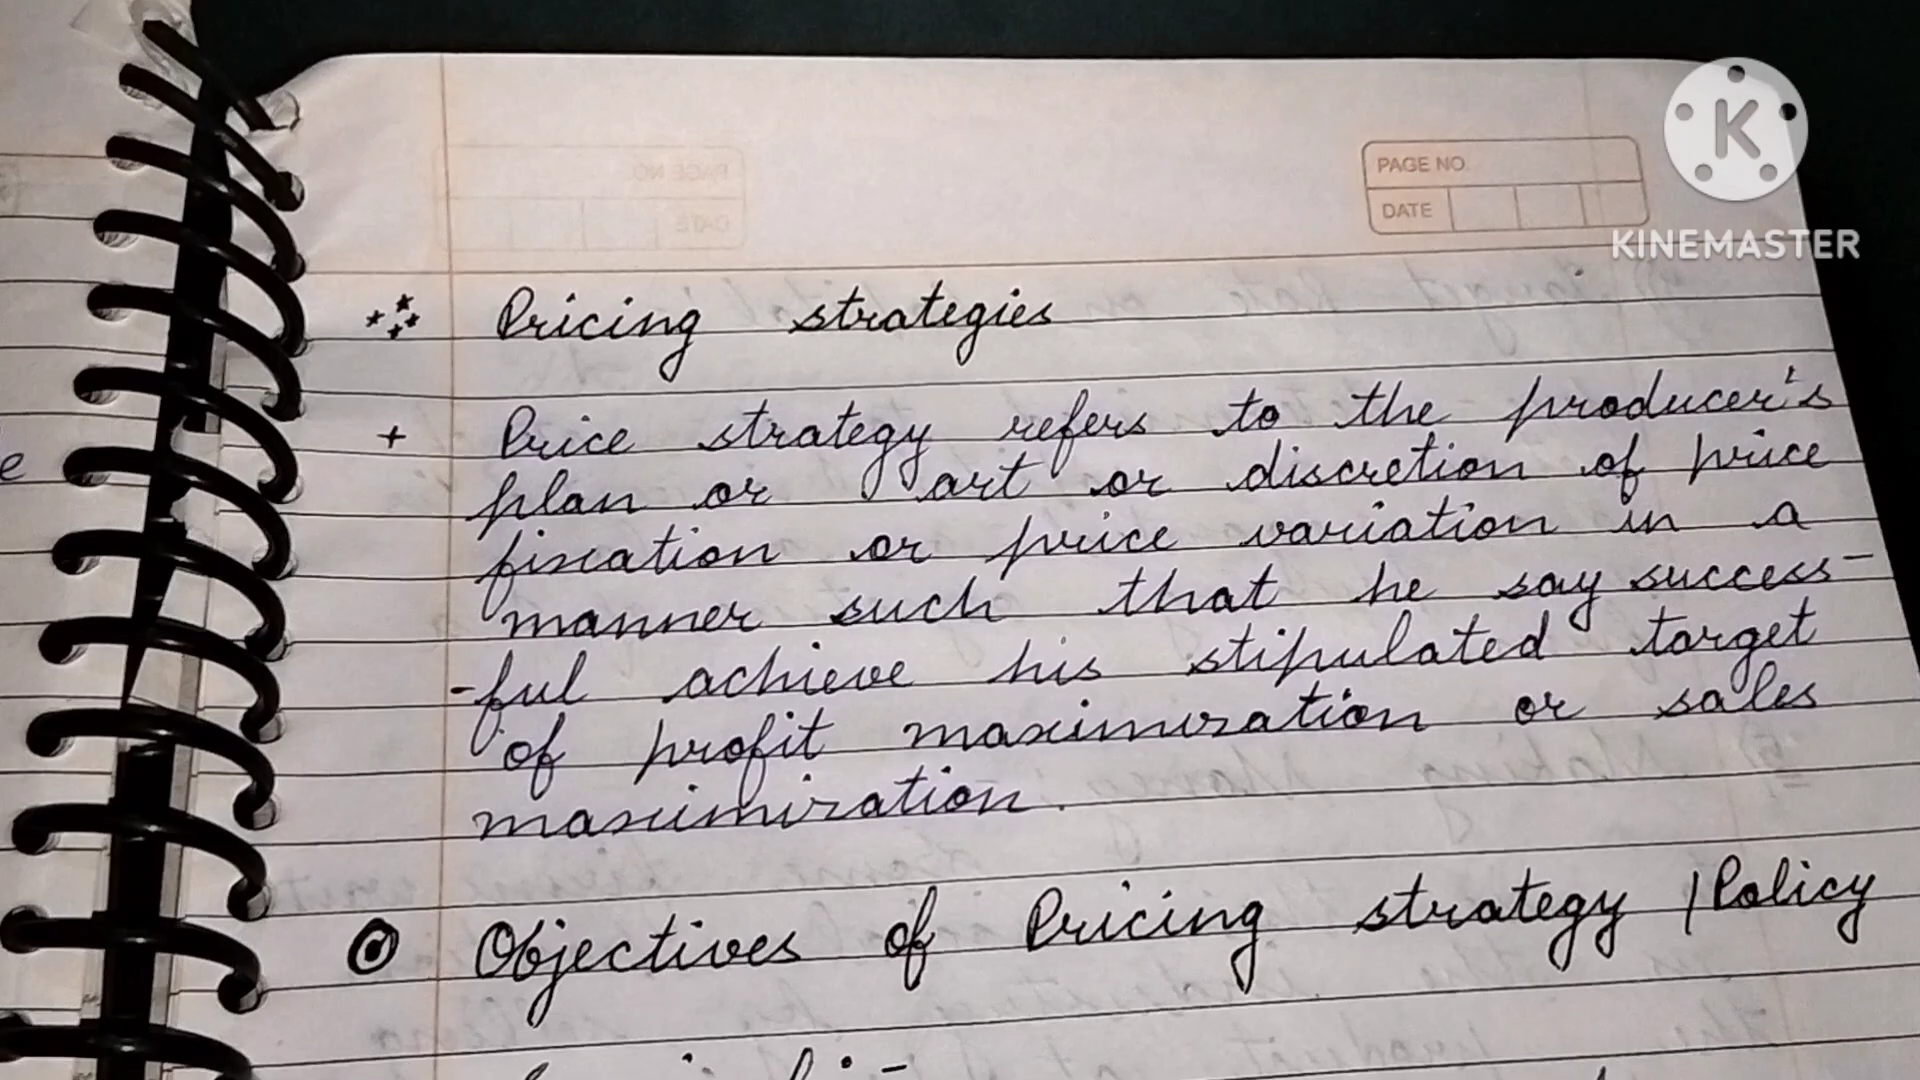 PAGE NO.
DATE
KINEMASTER
Pricing strategies
+ Price strategy refers to the producer's
plan or art or discretion of price
fixation or price variation in a
manner such that he say success-
-ful achieve his stipulated target
of profit maximization or sales
maximization.
Objectives of Pricing strategy / Policy